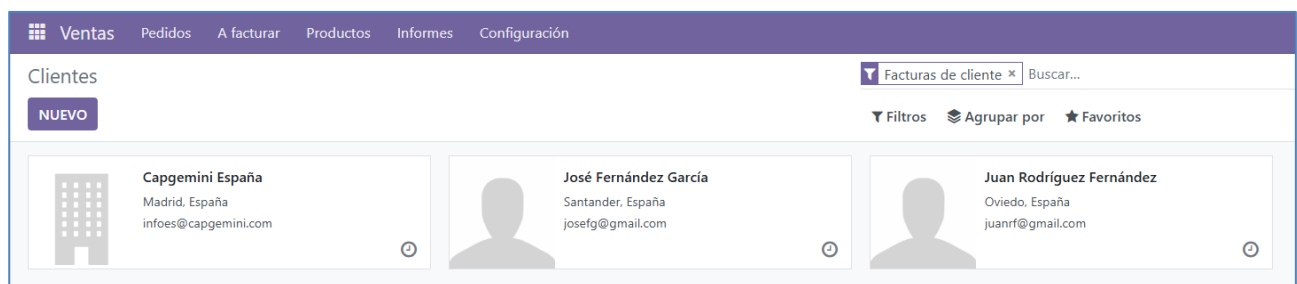 Ventas Pedidos A facturar Productos Informes Configuración
Clientes
Facturas de cliente × Buscar...
NUEVO
Filtros Agrupar por Favoritos
Capgemini España
Madrid, España
infoes@capgemini.com
José Fernández García
Santander, España
josefg@gmail.com
Juan Rodríguez Fernández
Oviedo, España
juanrf@gmail.com